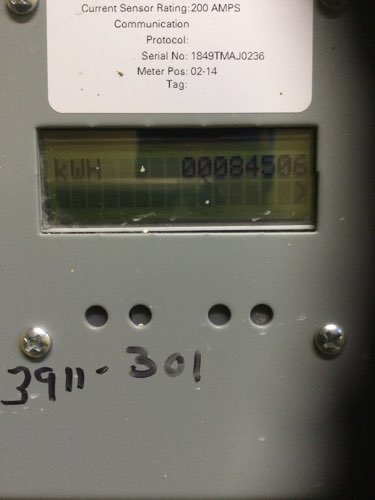 Current Sensor Rating: 200 AMPS
Communication
Protocol:
Serial No: 1849TMAJ0236
Meter Pos: 02-14
Tag:
kWH 00084506
>
3911-301